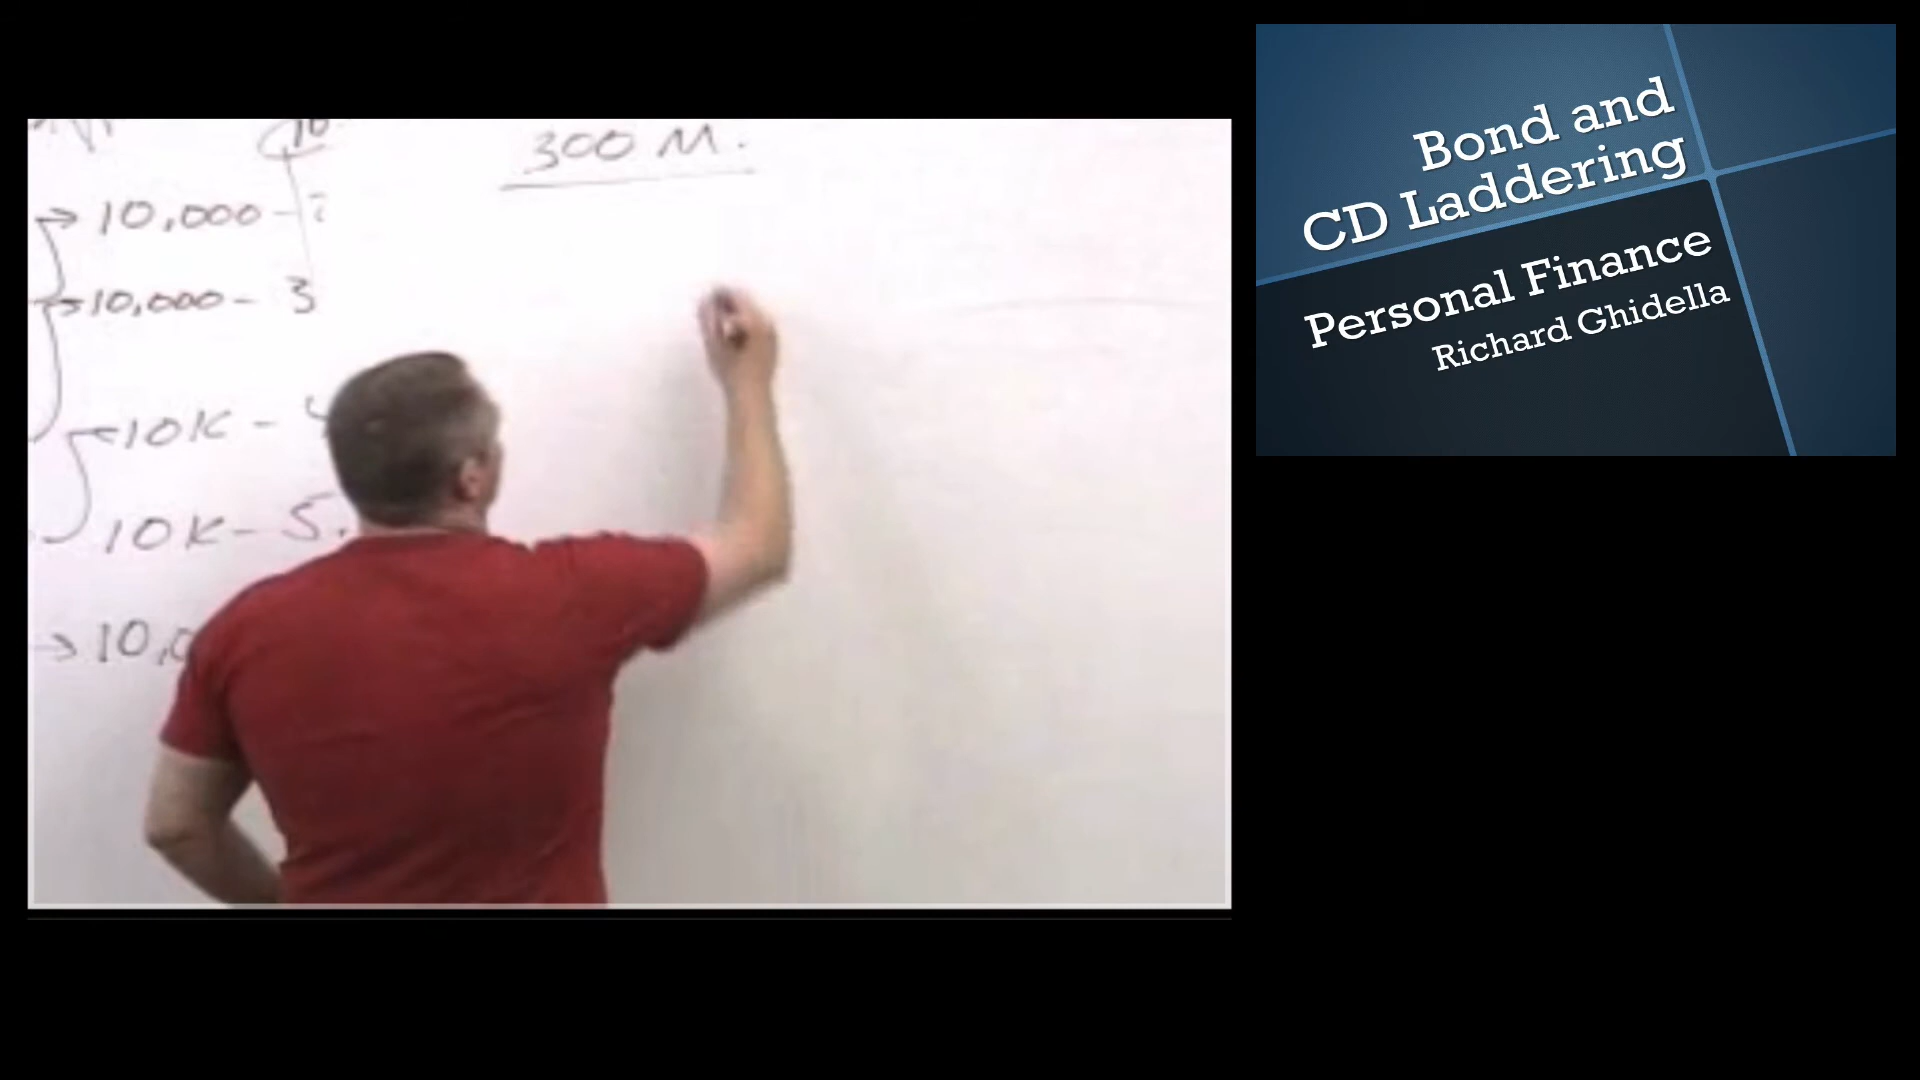 300 M.
10,000 -
10,000 - 3
10K -
10K - 5.
Bond and
CD Laddering
Personal Finance
Richard Ghidella